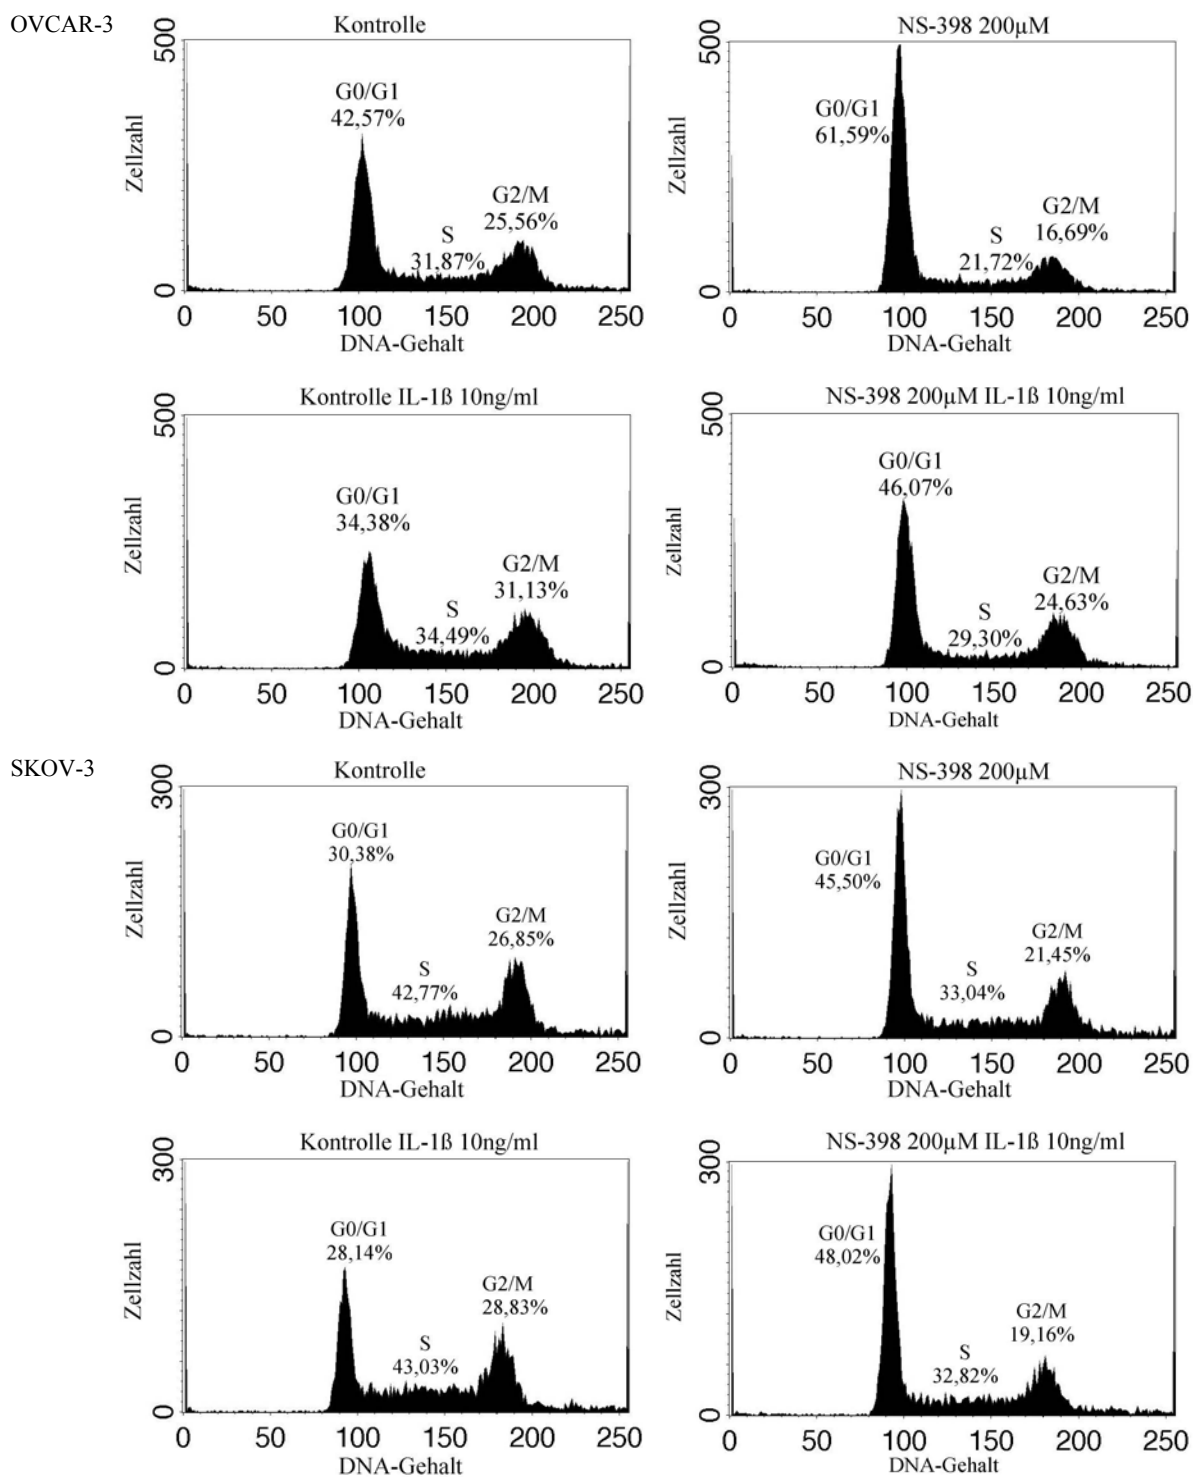 OVCAR-3
Kontrolle
500
G0/G1
42,57%
G2/M
25,56%
S
31,87%
Zellzahl
0
0 50 100 150 200 250
DNA-Gehalt
NS-398 200µM
500
G0/G1
61,59%
G2/M
16,69%
S
21,72%
Zellzahl
0
0 50 100 150 200 250
DNA-Gehalt
Kontrolle IL-1ß 10ng/ml
500
G0/G1
34,38%
G2/M
31,13%
S
34,49%
Zellzahl
0
0 50 100 150 200 250
DNA-Gehalt
NS-398 200µM IL-1ß 10ng/ml
500
G0/G1
46,07%
G2/M
24,63%
S
29,30%
Zellzahl
0
0 50 100 150 200 250
DNA-Gehalt
SKOV-3
Kontrolle
300
G0/G1
30,38%
G2/M
26,85%
S
42,77%
Zellzahl
0
0 50 100 150 200 250
DNA-Gehalt
NS-398 200µM
300
G0/G1
45,50%
G2/M
21,45%
S
33,04%
Zellzahl
0
0 50 100 150 200 250
DNA-Gehalt
Kontrolle IL-1ß 10ng/ml
300
G0/G1
28,14%
G2/M
28,83%
S
43,03%
Zellzahl
0
0 50 100 150 200 250
DNA-Gehalt
NS-398 200µM IL-1ß 10ng/ml
300
G0/G1
48,02%
G2/M
19,16%
S
32,82%
Zellzahl
0
0 50 100 150 200 250
DNA-Gehalt